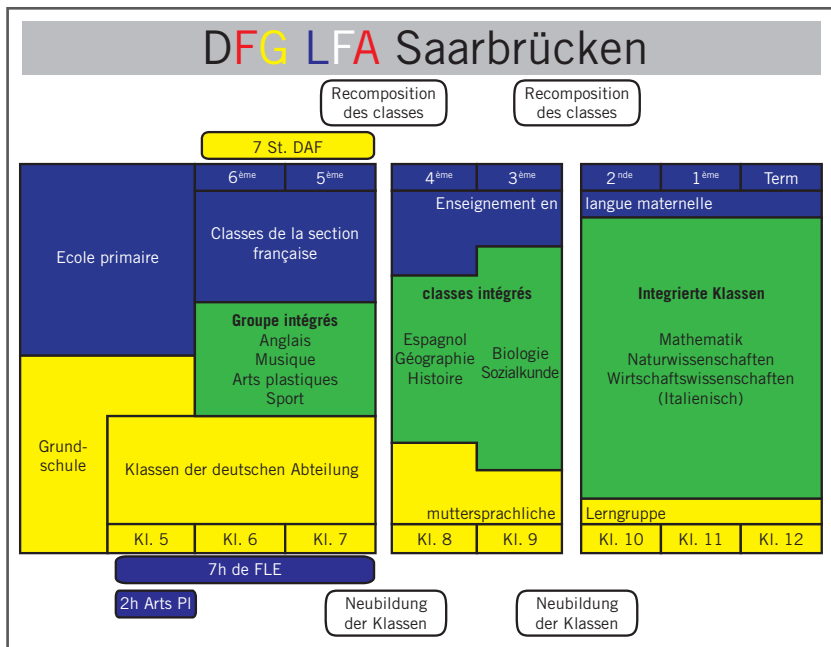 DFG LFA Saarbrücken
Recomposition
des classes
Recomposition
des classes
7 St. DAF
6ème
5ème
4ème
3ème
2nde
1ème
Term
Ecole primaire
Classes de la section
française
Enseignement en
langue maternelle
Groupe intégrés
Anglais
Musique
Arts plastiques
Sport
classes intégrés
Espagnol
Géographie
Histoire
Biologie
Sozialkunde
Integrierte Klassen
Mathematik
Naturwissenschaften
Wirtschaftswissenschaften
(Italienisch)
Grund-
schule
Klassen der deutschen Abteilung
muttersprachliche
Lerngruppe
Kl. 5
Kl. 6
Kl. 7
Kl. 8
Kl. 9
Kl. 10
Kl. 11
Kl. 12
7h de FLE
2h Arts Pl
Neubildung
der Klassen
Neubildung
der Klassen